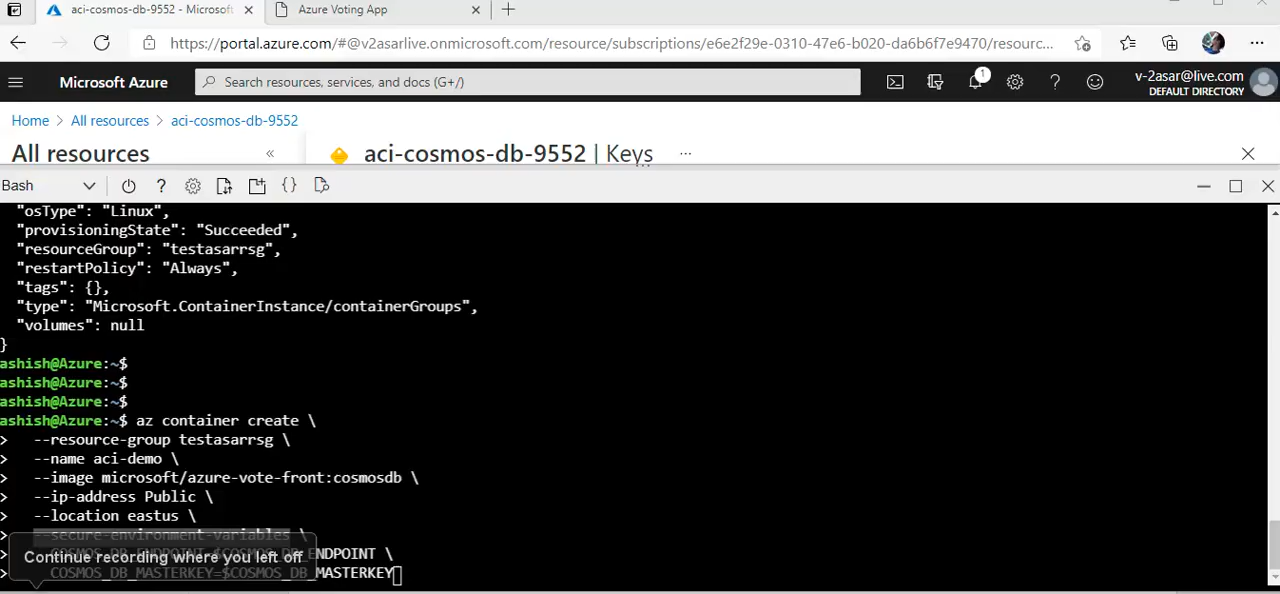 aci-cosmos-db-9552 - Microsoft
Azure Voting App
https://portal.azure.com/#@v2asarlive.onmicrosoft.com/resource/subscriptions/e6e2f29e-0310-47e6-b020-da6b6f7e9470/resourc...
Microsoft Azure
Search resources, services, and docs (G+/)
1
v-2asar@live.com
DEFAULT DIRECTORY
Home > All resources > aci-cosmos-db-9552
All resources «
aci-cosmos-db-9552 | Keys ...
Bash
"osType": "Linux",
"provisioningState": "Succeeded",
"resourceGroup": "testasarrsg",
"restartPolicy": "Always",
"tags": {},
"type": "Microsoft.ContainerInstance/containerGroups",
"volumes": null
}
ashish@Azure:~$
ashish@Azure:~$
ashish@Azure:~$
ashish@Azure:~$ az container create \
> --resource-group testasarrsg \
> --name aci-demo \
> --image microsoft/azure-vote-front:cosmosdb \
> --ip-address Public \
> --location eastus \
> --secure-environment-variables \
> COSMOS_DB_ENDPOINT=$COSMOS_DB_ENDPOINT \
Continue recording where you left off
> COSMOS_DB_MASTERKEY=$COSMOS_DB_MASTERKEY